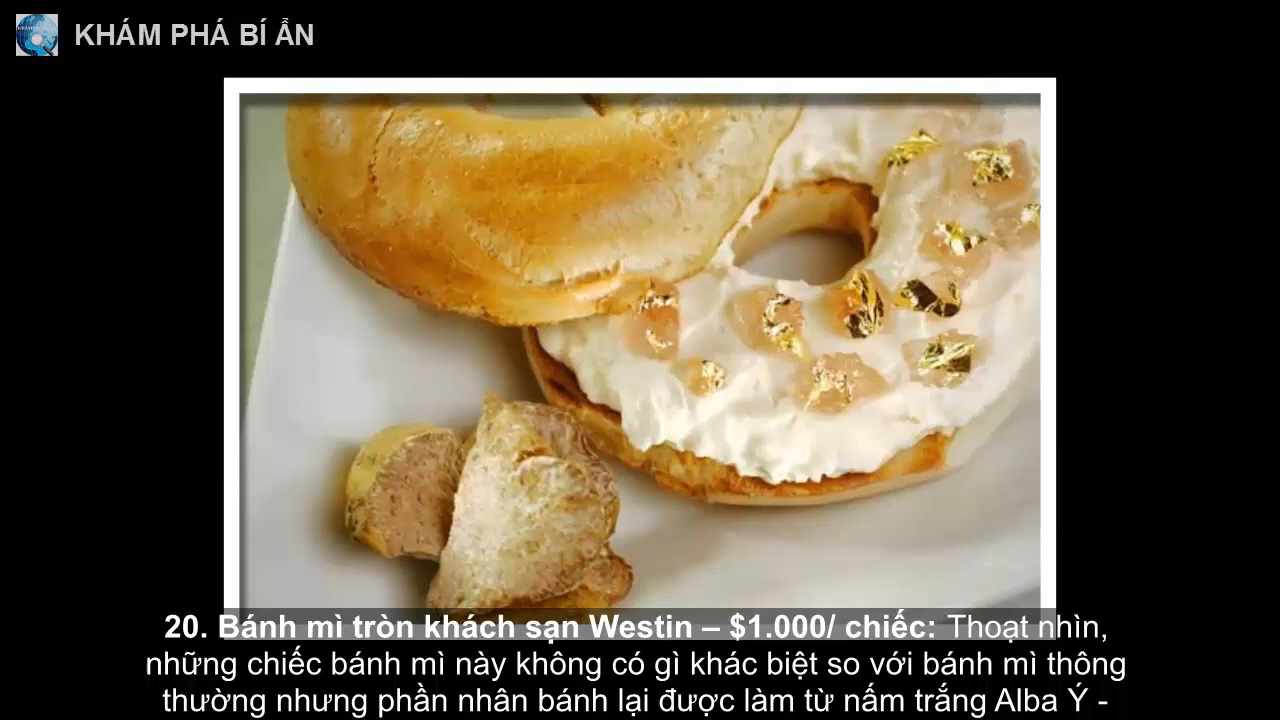 KHÁM PHÁ BÍ ẨN
20. Bánh mì tròn khách sạn Westin – $1.000/ chiếc: Thoạt nhìn,
những chiếc bánh mì này không có gì khác biệt so với bánh mì thông
thường nhưng phần nhân bánh lại được làm từ nấm trắng Alba Ý -